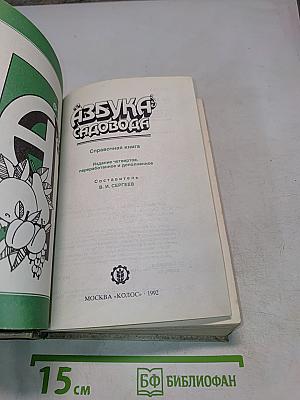 АЗБУКА
САДОВОДА
Справочная книга
Издание четвертое,
переработанное и дополненное
Составитель
В. И. СЕРГЕЕВ
МОСКВА «КОЛОС» 1992
15 см
БФ БИБЛИОФАН